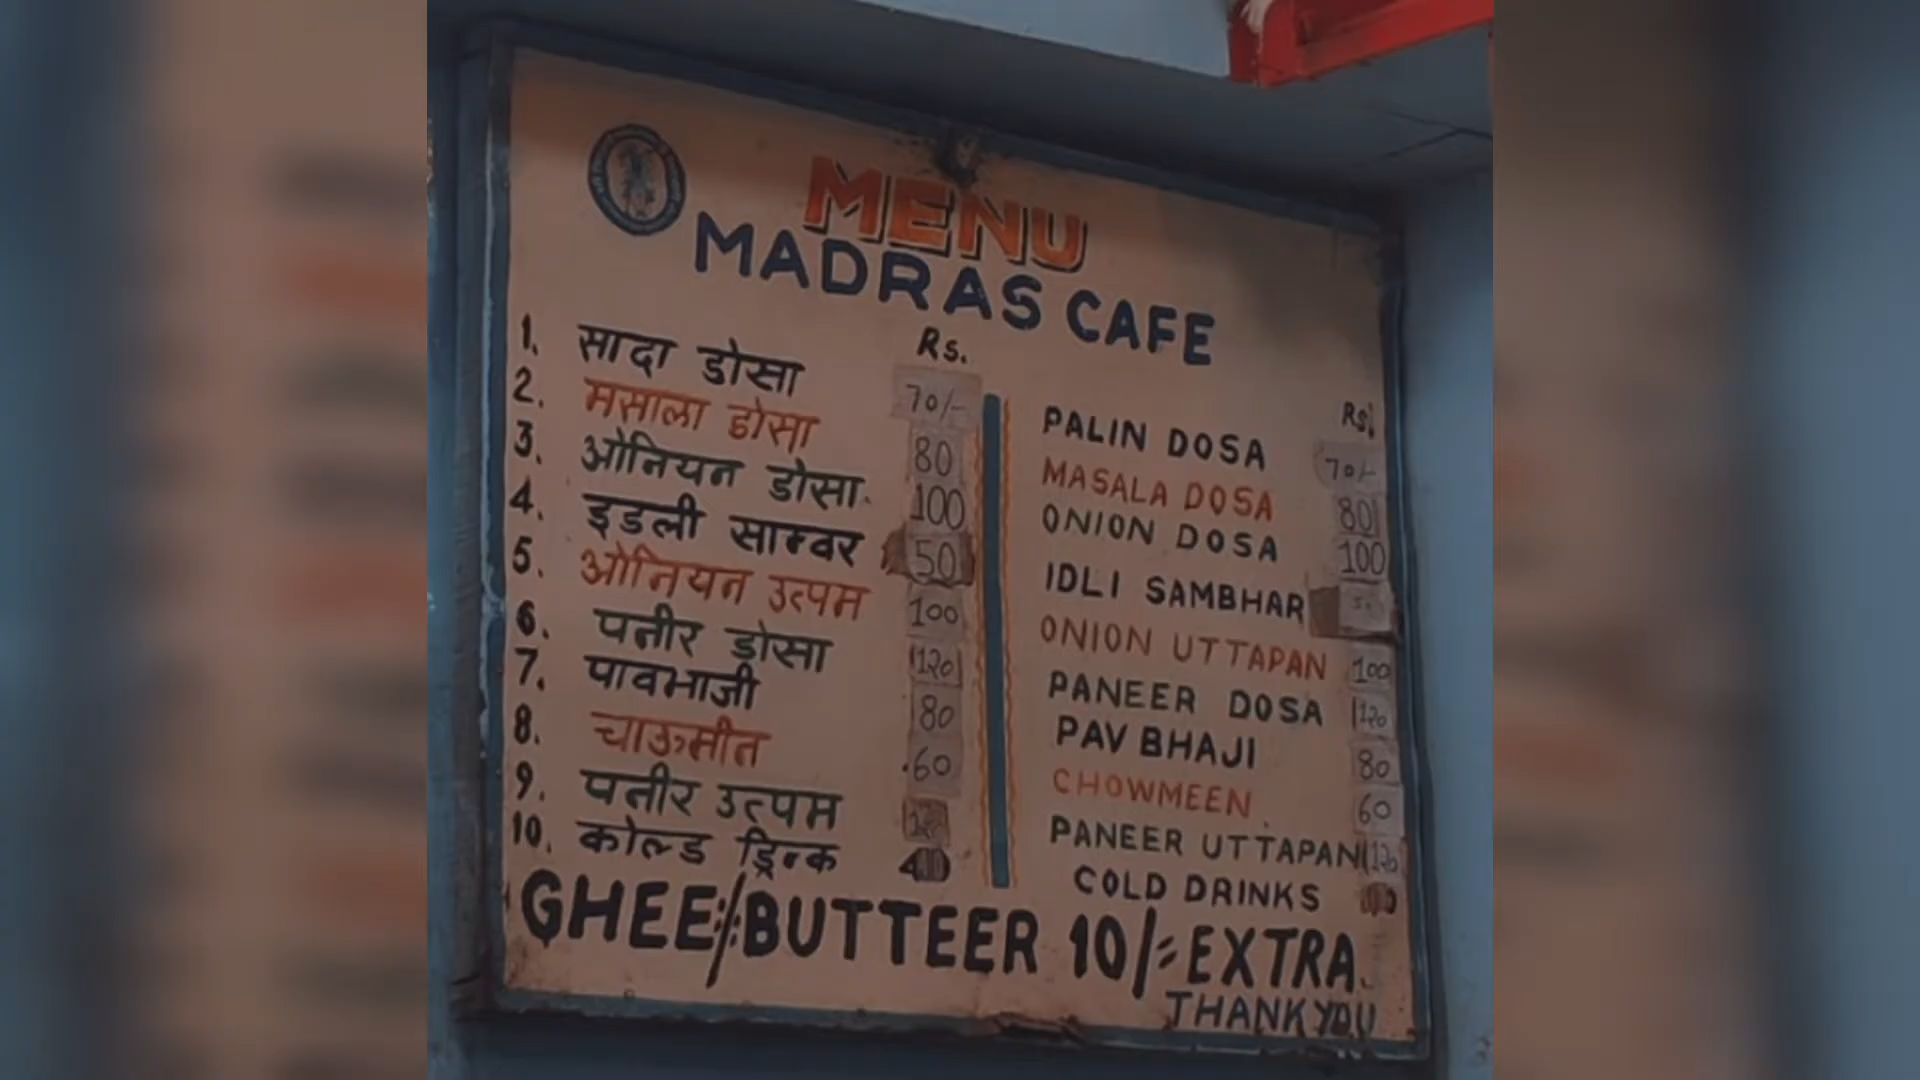 MENU
MADRAS CAFE
Rs.
1. सादा डोसा 70/-
2. मसाला डोसा 80
3. ओनियन डोसा 100
4. इडली साम्वर 50
5. ओनियन उत्पम 100
6. पनीर डोसा 120
7. पावभाजी 80
8. चाऊमीन 60
9. पनीर उत्पम 120
10. कोल्ड ड्रिन्क
Rs.
PALIN DOSA 70/-
MASALA DOSA 80
ONION DOSA 100
IDLI SAMBHAR
ONION UTTAPAN 100
PANEER DOSA 120
PAV BHAJI 80
CHOWMEEN 60
PANEER UTTAPAN 120
COLD DRINKS
GHEE/BUTTEER 10/= EXTRA.
THANK YOU